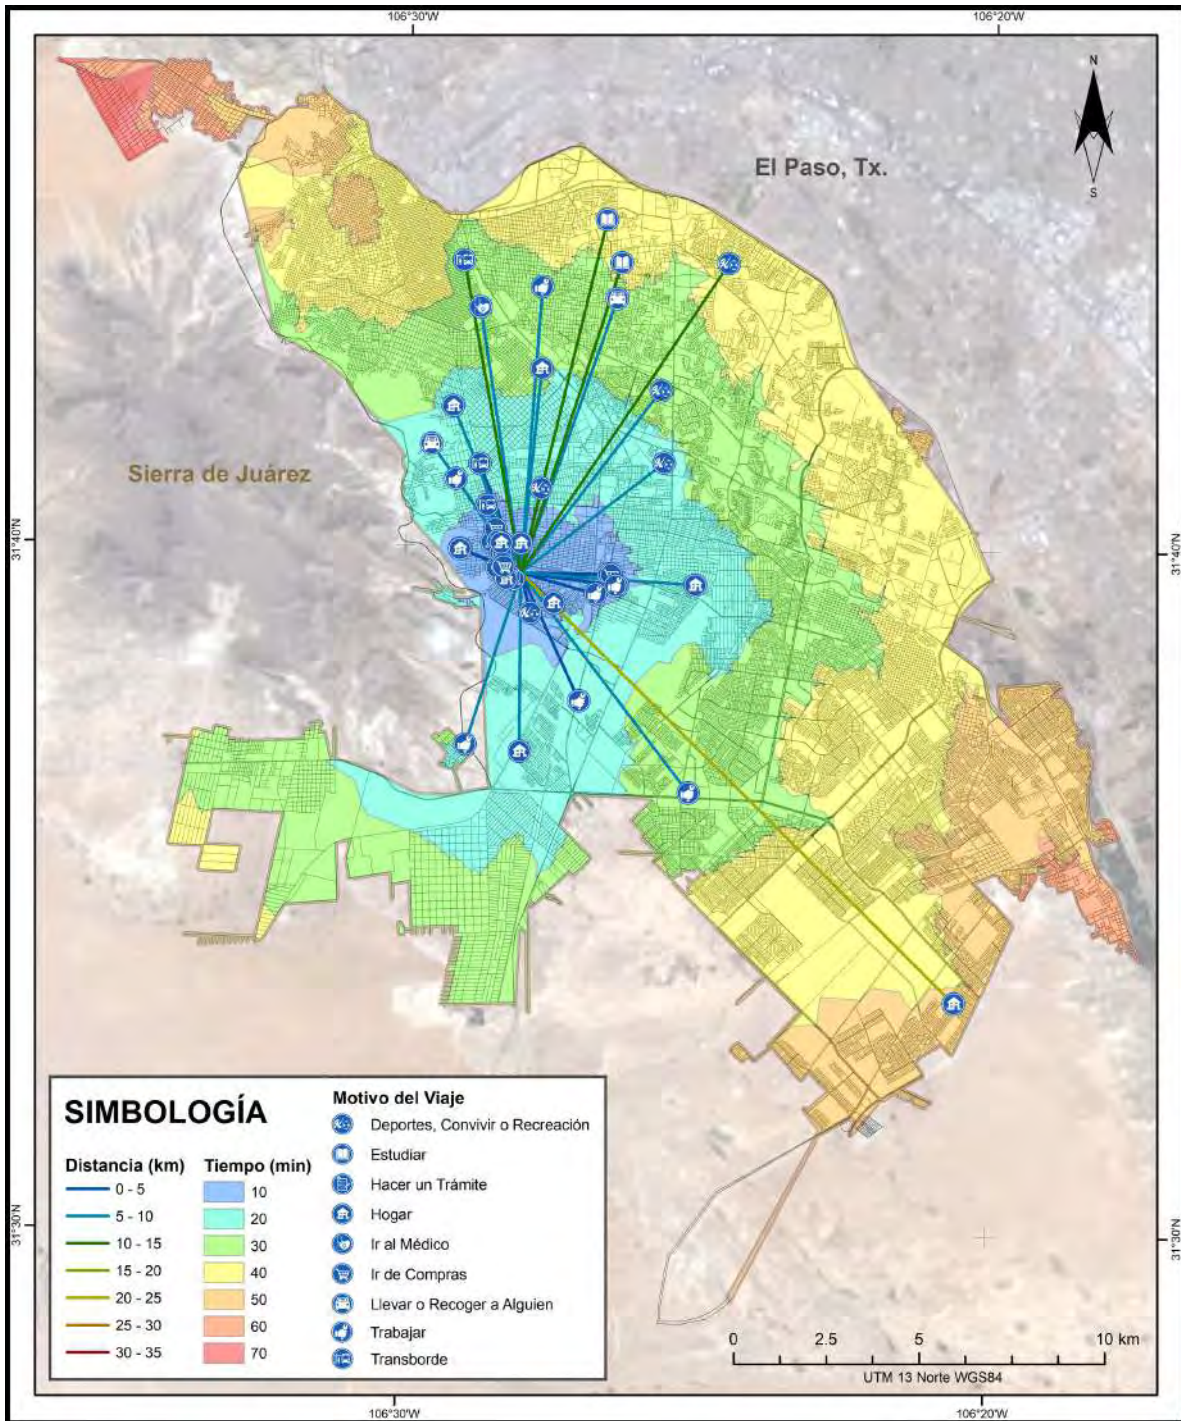 106°30'W
106°20'W
N
S
El Paso, Tx.
Sierra de Juárez
31°40'N
31°40'N
SIMBOLOGÍA
Distancia (km)
0 - 5
5 - 10
10 - 15
15 - 20
20 - 25
25 - 30
30 - 35
Tiempo (min)
10
20
30
40
50
60
70
Motivo del Viaje
Deportes, Convivir o Recreación
Estudiar
Hacer un Trámite
Hogar
Ir al Médico
Ir de Compras
Llevar o Recoger a Alguien
Trabajar
Transborde
31°30'N
31°30'N
0 2.5 5 10 km
UTM 13 Norte WGS84
106°30'W
106°20'W